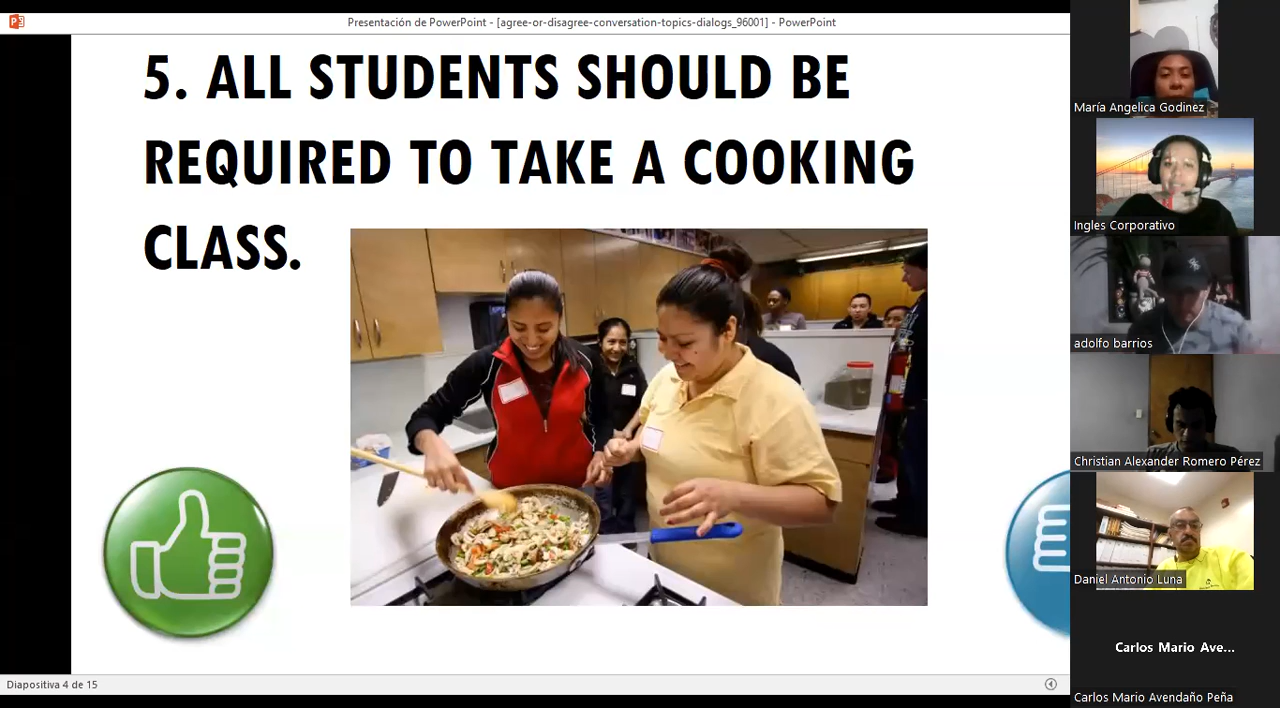 Presentación de PowerPoint - [agree-or-disagree-conversation-topics-dialogs_96001] - PowerPoint
5. ALL STUDENTS SHOULD BE
REQUIRED TO TAKE A COOKING
CLASS.
Diapositiva 4 de 15
María Angelica Godinez
Ingles Corporativo
adolfo barrios
Christian Alexander Romero Pérez
Daniel Antonio Luna
Carlos Mario Ave...
Carlos Mario Avendaño Peña